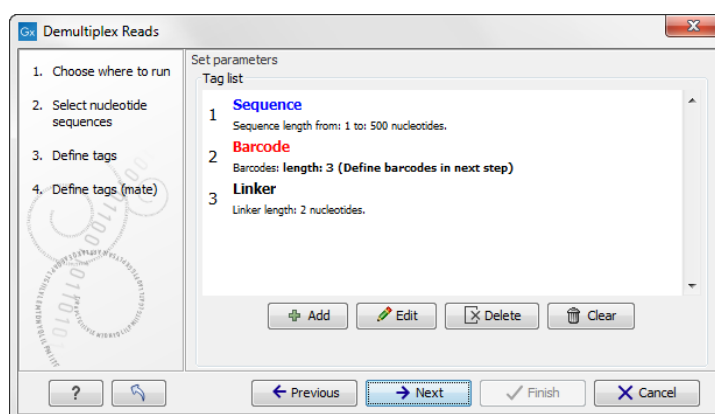 Gx Demultiplex Reads
Set parameters
1. Choose where to run
2. Select nucleotide
sequences
3. Define tags
4. Define tags (mate)
Tag list
1 Sequence
Sequence length from: 1 to: 500 nucleotides.
2 Barcode
Barcodes: length: 3 (Define barcodes in next step)
3 Linker
Linker length: 2 nucleotides.
Add Edit Delete Clear
? Previous Next Finish Cancel